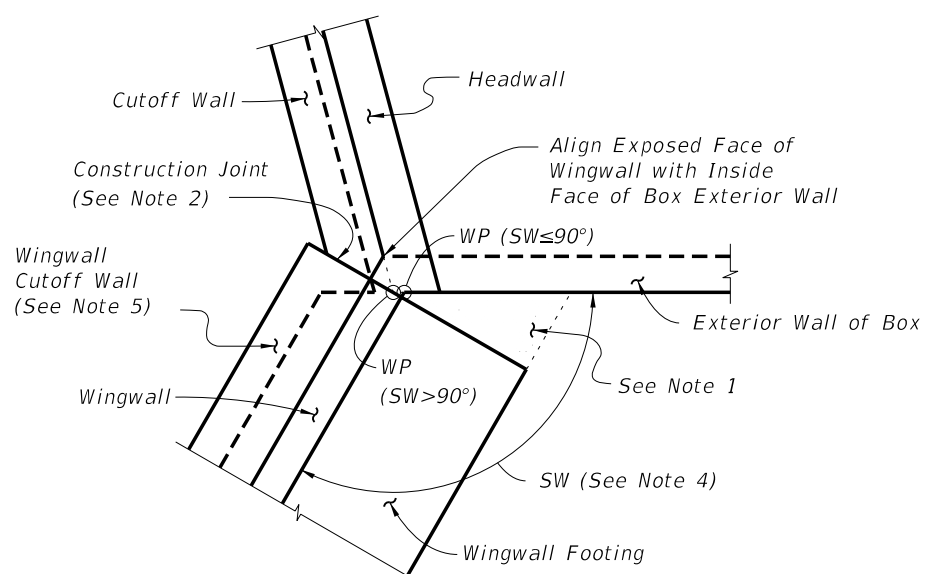 Headwall
Cutoff Wall
Align Exposed Face of
Wingwall with Inside
Face of Box Exterior Wall
Construction Joint
(See Note 2)
WP (SW≤90°)
Wingwall
Cutoff Wall
(See Note 5)
Exterior Wall of Box
WP
(SW>90°)
See Note 1
Wingwall
SW (See Note 4)
Wingwall Footing